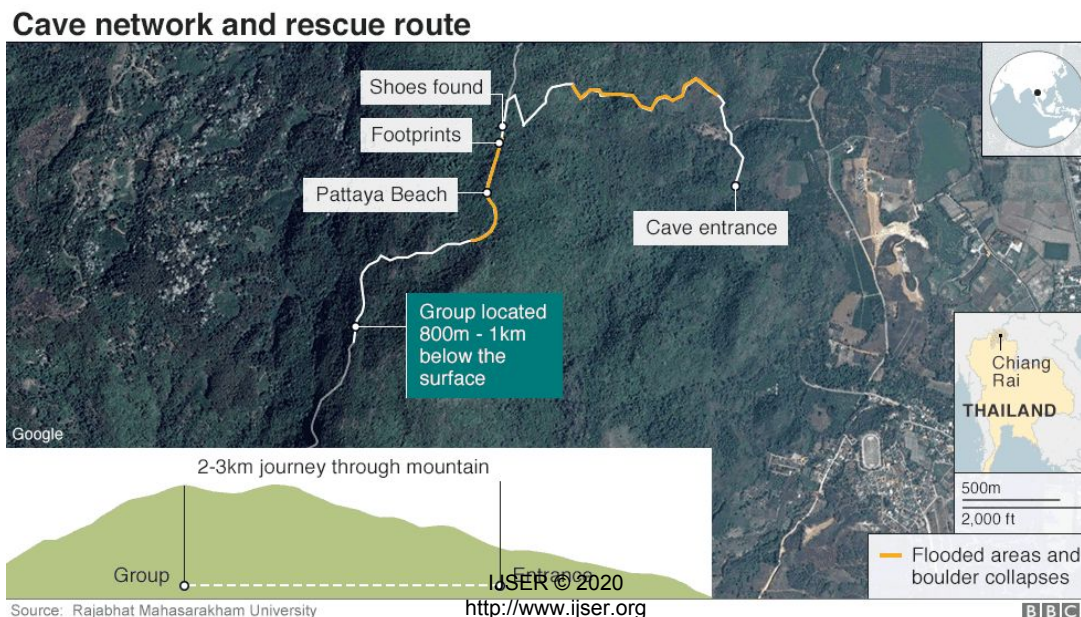 Cave network and rescue route
Shoes found
Footprints
Pattaya Beach
Cave entrance
Group located
800m - 1km
below the
surface
Chiang
Rai
THAILAND
Google
500m
2,000 ft
2-3km journey through mountain
Group
Entrance
Flooded areas and
boulder collapses
IJSER © 2020
http://www.ijser.org
Source: Rajabhat Mahasarakham University
BBC